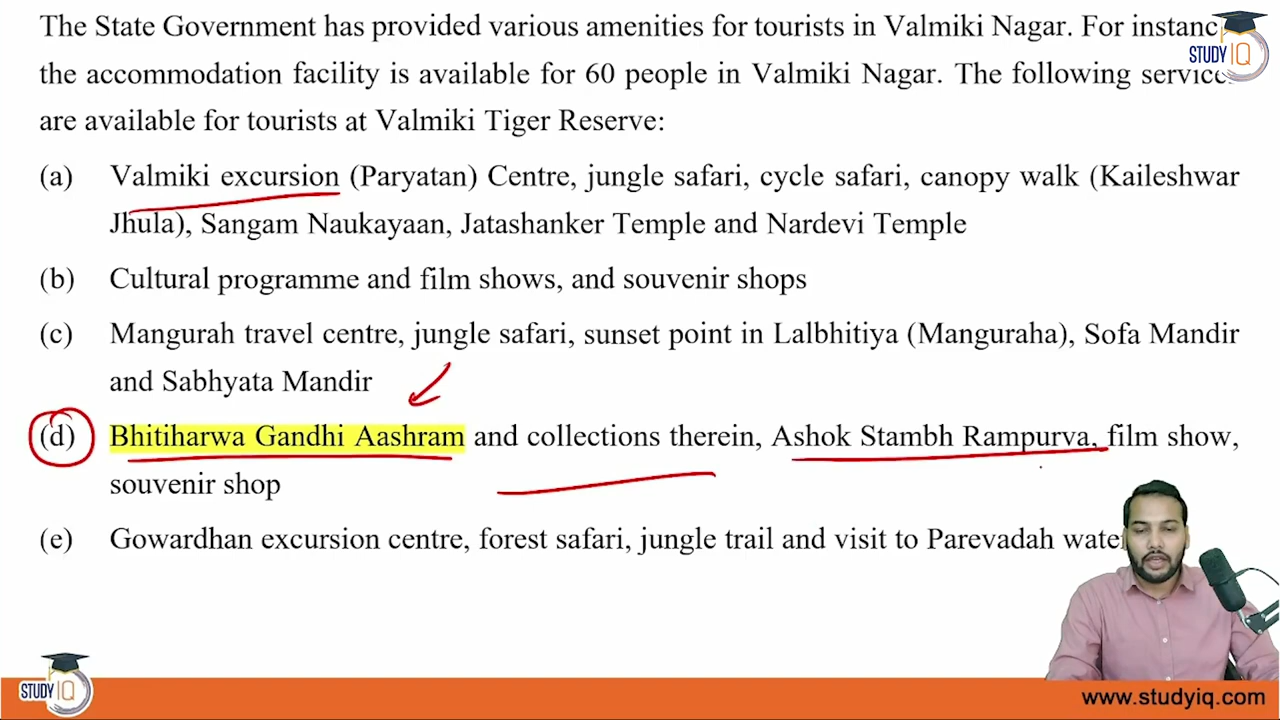 The State Government has provided various amenities for tourists in Valmiki Nagar. For instanc
STUDY IQ
the accommodation facility is available for 60 people in Valmiki Nagar. The following service
are available for tourists at Valmiki Tiger Reserve:
(a) Valmiki excursion (Paryatan) Centre, jungle safari, cycle safari, canopy walk (Kaileshwar
Jhula), Sangam Naukayaan, Jatashanker Temple and Nardevi Temple
(b) Cultural programme and film shows, and souvenir shops
(c) Mangurah travel centre, jungle safari, sunset point in Lalbhitiya (Manguraha), Sofa Mandir
and Sabhyata Mandir
(d) Bhitiharwa Gandhi Aashram and collections therein, Ashok Stambh Rampurva, film show,
souvenir shop
(e) Gowardhan excursion centre, forest safari, jungle trail and visit to Parevadah
STUDY IQ
www.studyiq.com